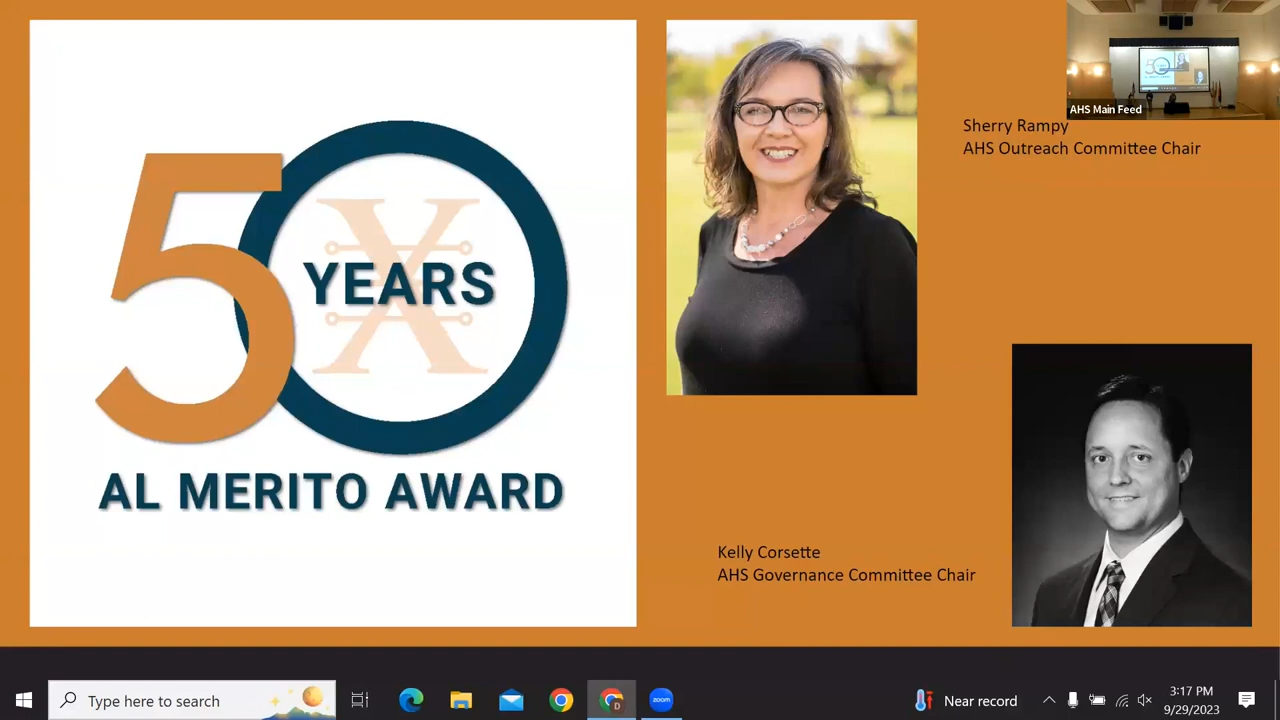 50
YEARS
X
AL MERITO AWARD
AHS Main Feed
Sherry Rampy
AHS Outreach Committee Chair
Kelly Corsette
AHS Governance Committee Chair
Type here to search
zoom
D
Near record
3:17 PM
9/29/2023